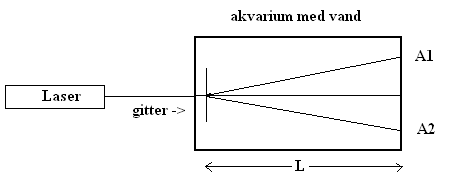 akvarium med vand
A1
Laser
gitter ->
A2
L